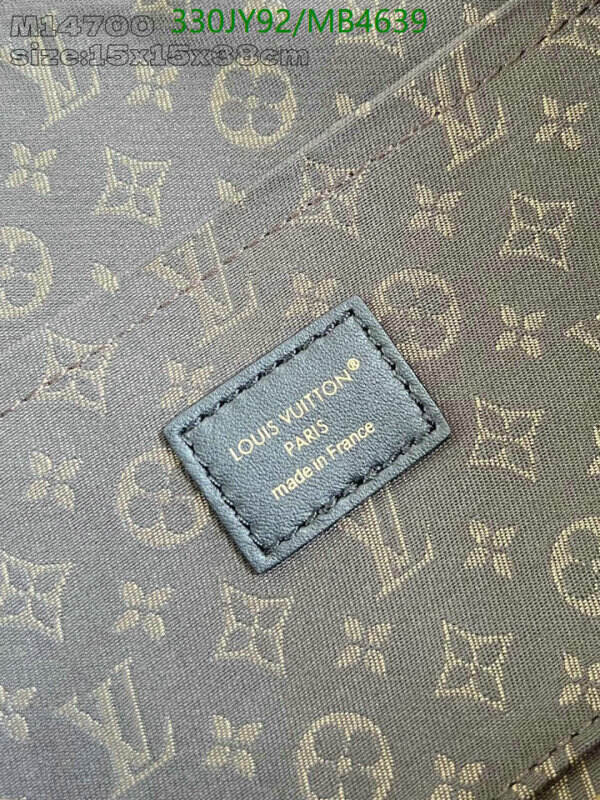 M14700
330JY92/MB4639
size:15x15x38cm
LOUIS VUITTON®
PARIS
made in France